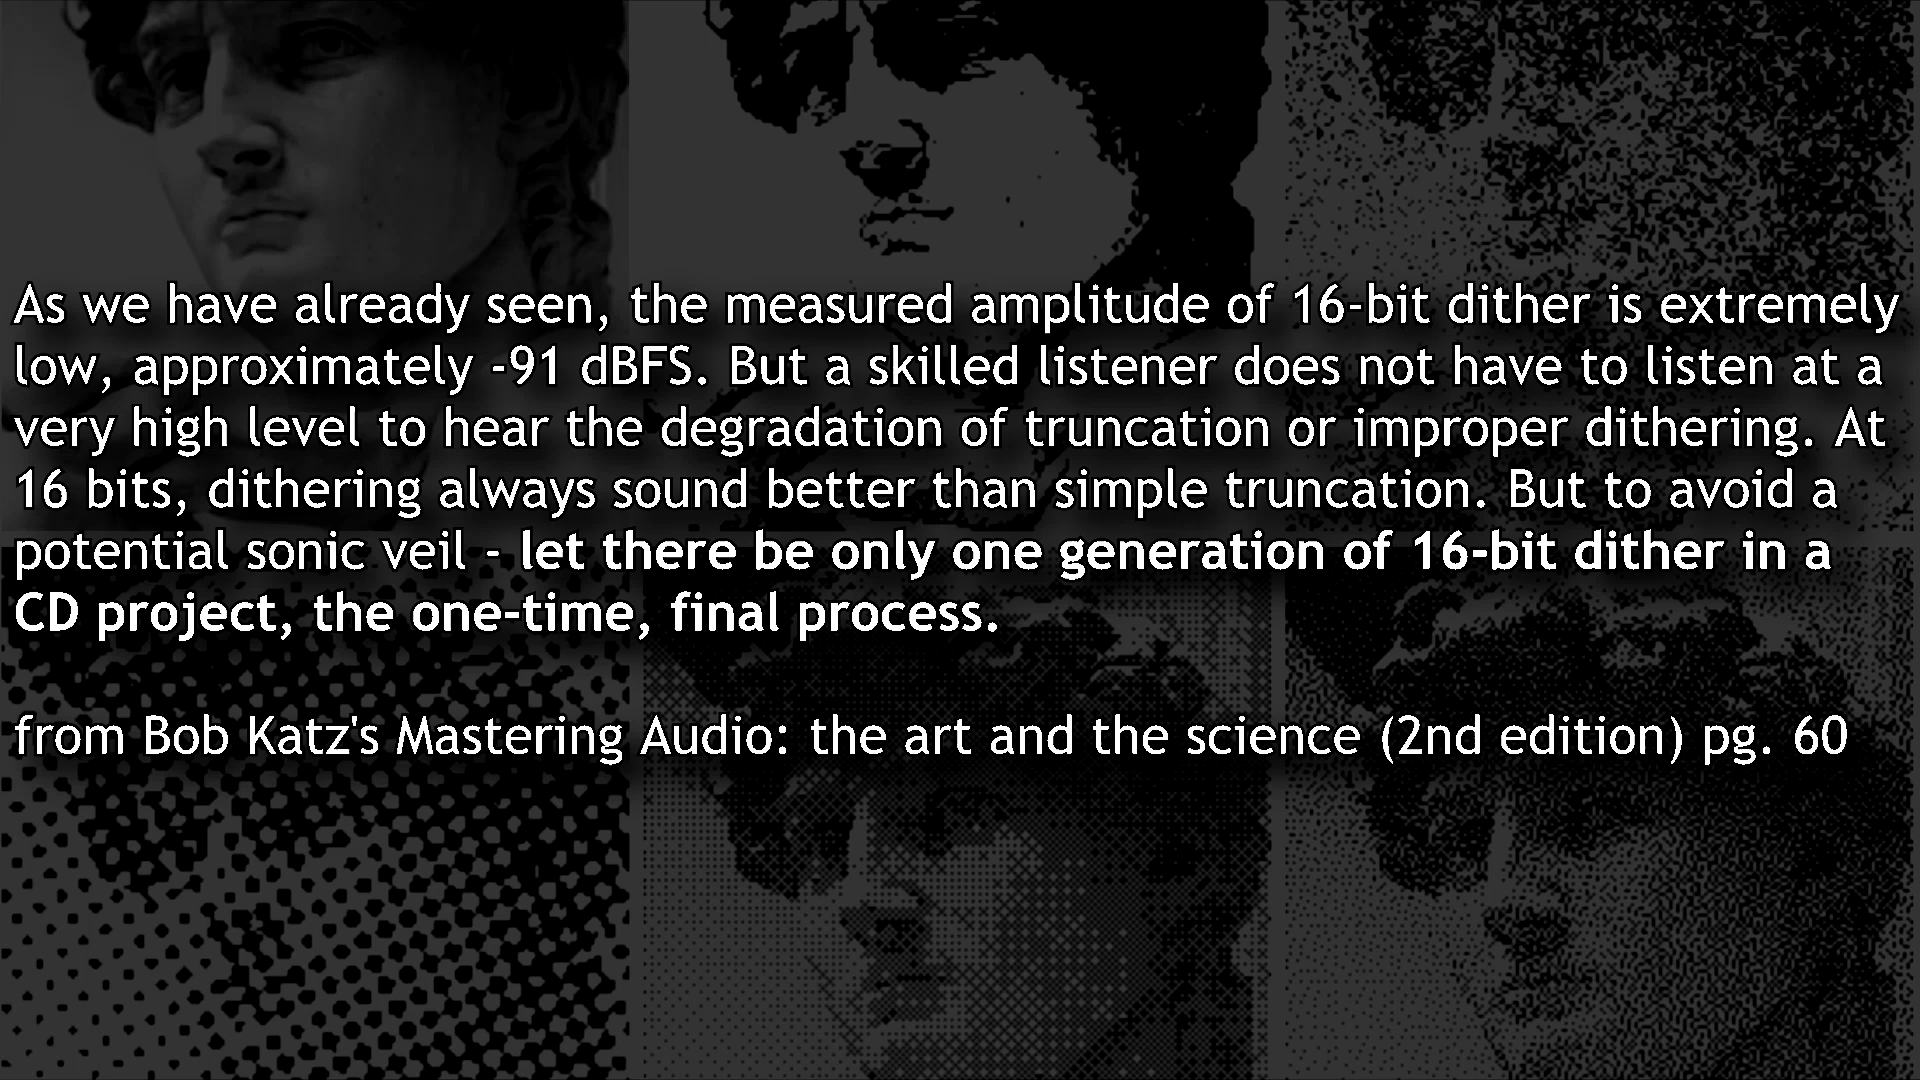 As we have already seen, the measured amplitude of 16-bit dither is extremely
low, approximately -91 dBFS. But a skilled listener does not have to listen at a
very high level to hear the degradation of truncation or improper dithering. At
16 bits, dithering always sound better than simple truncation. But to avoid a
potential sonic veil - let there be only one generation of 16-bit dither in a
CD project, the one-time, final process.
from Bob Katz's Mastering Audio: the art and the science (2nd edition) pg. 60